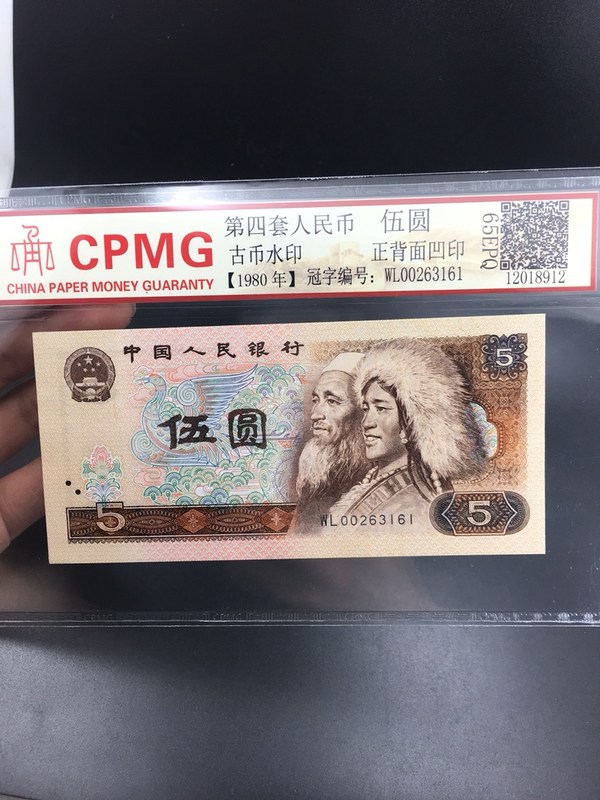 CPMG
CHINA PAPER MONEY GUARANTY
第四套人民币 伍圆
古币水印 正背面凹印
【1980年】冠字编号：WL00263161
65EPQ
12018912
中国人民银行
5
伍圆
5
WL00263161
5